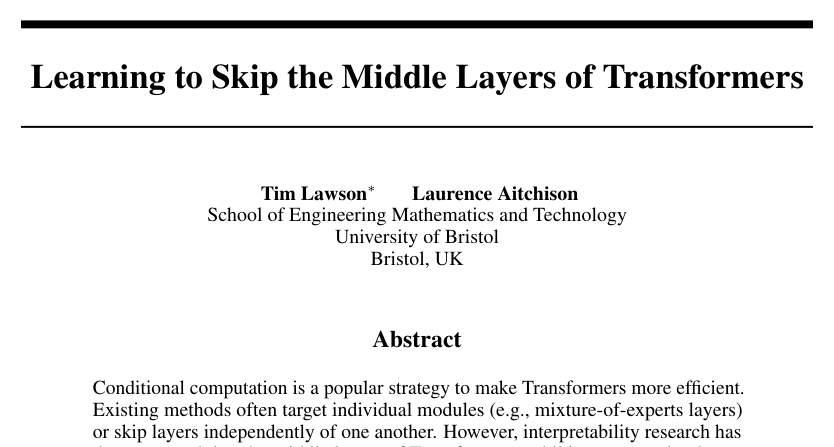 Learning to Skip the Middle Layers of Transformers
Tim Lawson* Laurence Aitchison
School of Engineering Mathematics and Technology
University of Bristol
Bristol, UK
Abstract
Conditional computation is a popular strategy to make Transformers more efficient.
Existing methods often target individual modules (e.g., mixture-of-experts layers)
or skip layers independently of one another. However, interpretability research has